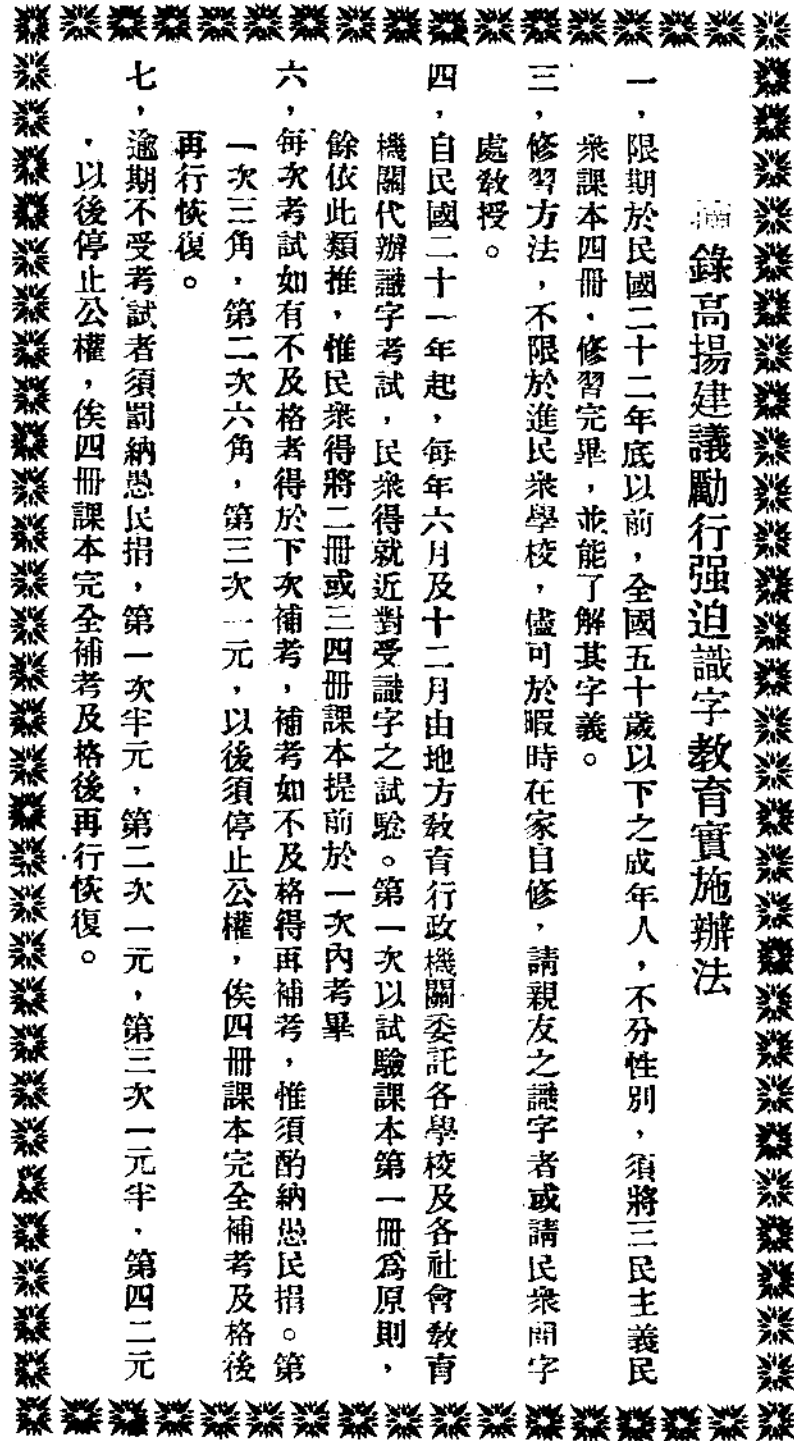 摘錄高揚建議勵行强迫識字教育實施辦法
一，限期於民國二十二年底以前，全國五十歲以下之成年人，不分性別，須將三民主義民
衆課本四冊，修習完畢，並能了解其字義。
三，修習方法，不限於進民衆學校，儘可於暇時在家自修，請親友之識字者或請民衆問字
處敎授。
四，自民國二十一年起，每年六月及十二月由地方敎育行政機關委託各學校及各社會敎育
機關代辦識字考試，民衆得就近對受識字之試驗。第一次以試驗課本第一冊爲原則，
餘依此類推，惟民衆得將二冊或三四冊課本提前於一次內考畢
六，每次考試如有不及格者得於下次補考，補考如不及格得再補考，惟須酌納愚民捐。第
一次三角，第二次六角，第三次一元，以後須停止公權，俟四冊課本完全補考及格後
再行恢復。
七，逾期不受考試者須罰納愚民捐，第一次半元，第二次一元，第三次一元半，第四二元
，以後停止公權，俟四冊課本完全補考及格後再行恢復。